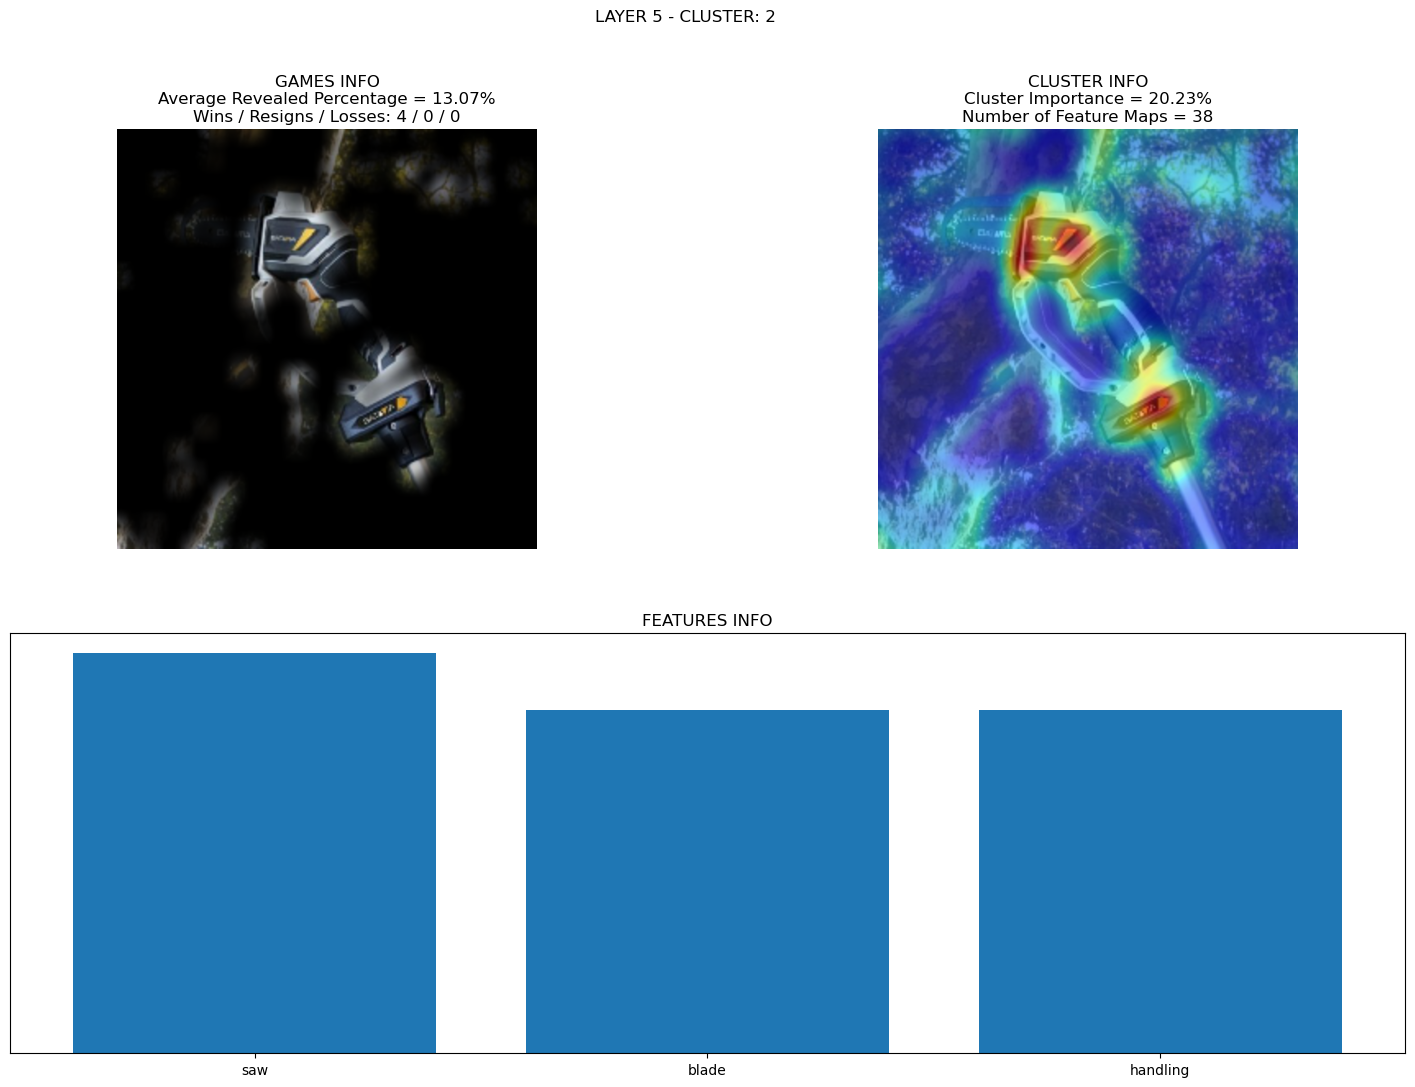 LAYER 5 - CLUSTER: 2
GAMES INFO
Average Revealed Percentage = 13.07%
Wins / Resigns / Losses: 4 / 0 / 0
CLUSTER INFO
Cluster Importance = 20.23%
Number of Feature Maps = 38
FEATURES INFO
saw
blade
handling